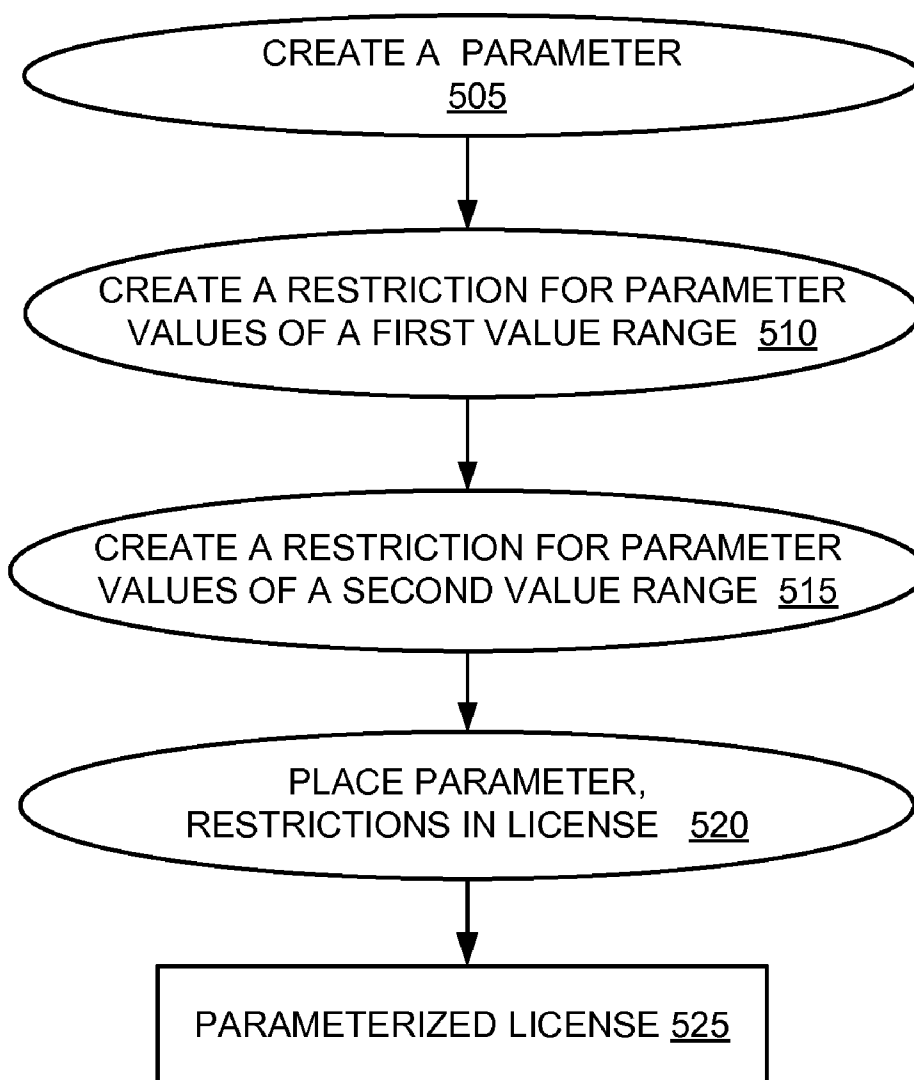 CREATE A PARAMETER
505
CREATE A RESTRICTION FOR PARAMETER
VALUES OF A FIRST VALUE RANGE 510
CREATE A RESTRICTION FOR PARAMETER
VALUES OF A SECOND VALUE RANGE 515
PLACE PARAMETER,
RESTRICTIONS IN LICENSE 520
PARAMETERIZED LICENSE 525